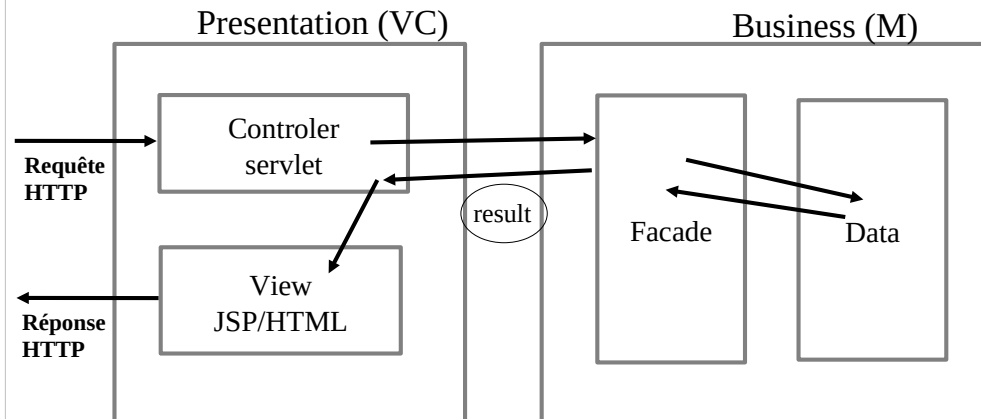 Presentation (VC)
Business (M)
Controler
servlet
Requête
HTTP
result
Facade
Data
View
JSP/HTML
Réponse
HTTP